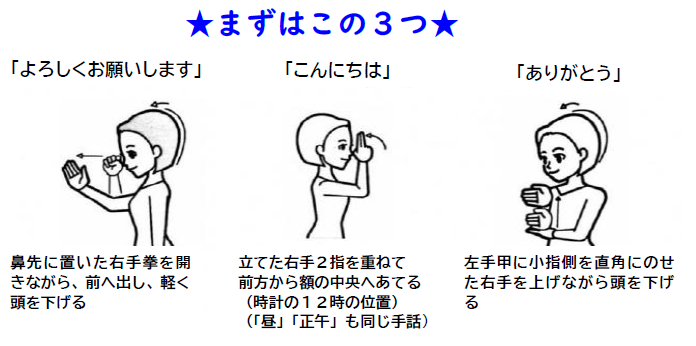 ★まずはこの３つ★
「よろしくお願いします」
「こんにちは」
「ありがとう」
鼻先に置いた右手拳を開
きながら、前へ出し、軽く
頭を下げる
立てた右手２指を重ねて
前方から額の中央へあてる
（時計の１２時の位置）
（「昼」「正午」も同じ手話）
左手甲に小指側を直角にのせ
た右手を上げながら頭を下げ
る